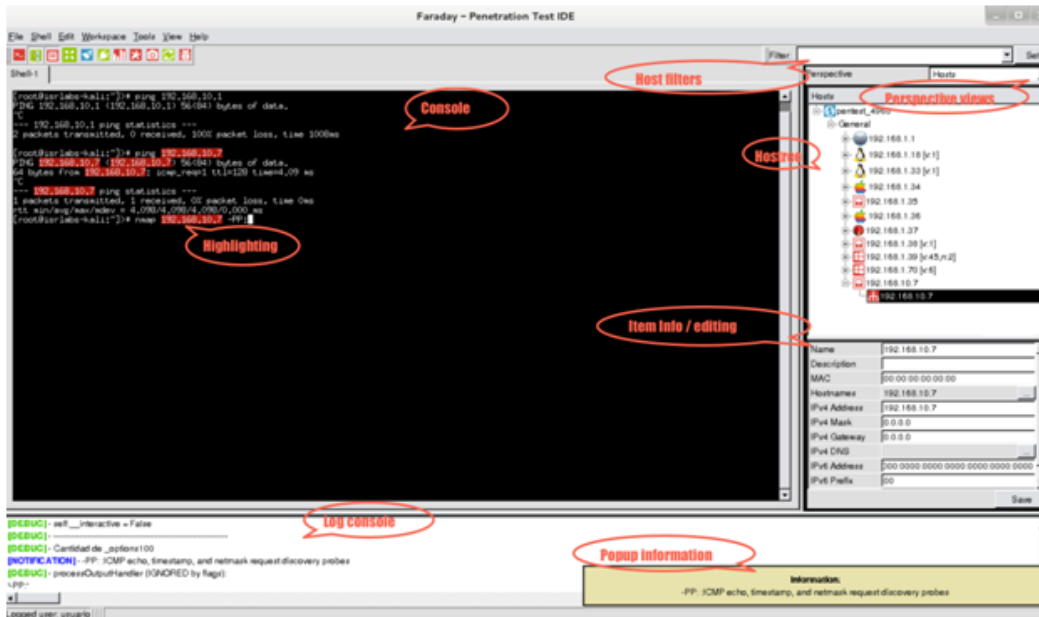 Faraday - Penetration Test IDE
File Shell Edit Workspace Tools View Help
Filter:
Set
Shell-1
Host filters
Perspective
Hosts
[root@isrlabs-kali:~]># ping 192.168.10.1
PING 192.168.10.1 (192.168.10.1) 56(84) bytes of data.
^C
--- 192.168.10.1 ping statistics ---
2 packets transmitted, 0 received, 100% packet loss, time 1008ms
[root@isrlabs-kali:~]># ping 192.168.10.7
PING 192.168.10.7 (192.168.10.7) 56(84) bytes of data.
64 bytes from 192.168.10.7: icmp_req=1 ttl=128 time=4.09 ms
^C
--- 192.168.10.7 ping statistics ---
1 packets transmitted, 1 received, 0% packet loss, time 0ms
rtt min/avg/max/mdev = 4.098/4.098/4.098/0.000 ms
[root@isrlabs-kali:~]># nmap 192.168.10.7 -PP:
Console
Highlighting
Hosts
Perspective views
pentest_4960
General
Hostree
192.168.1.1
192.168.1.16 [v:1]
192.168.1.33 [v:1]
192.168.1.34
192.168.1.35
192.168.1.36
192.168.1.37
192.168.1.38 [v:1]
192.168.1.39 [v:45,n:2]
192.168.1.70 [v:6]
192.168.10.7
192.168.10.7
Item Info / editing
Name 192.168.10.7
Description
MAC 00:00:00:00:00:00
Hostnames 192.168.10.7 ...
IPv4 Address 192.168.10.7
IPv4 Mask 0.0.0.0
IPv4 Gateway 0.0.0.0
IPv4 DNS ...
IPv6 Address 000:0000:0000:0000:0000:0000:0000
IPv6 Prefix 00
Save
Log console
[DEBUG] - self.__interactive = False
[DEBUG] - ----------------------------------------
[DEBUG] - Cantidad de _options100
[NOTIFICATION] - -PP: :ICMP echo, timestamp, and netmask request discovery probes
[DEBUG] - processOutputHandler (IGNORED by flags):
'-PP:'
Popup information
Information:
-PP: :ICMP echo, timestamp, and netmask request discovery probes
Logged user: usuario